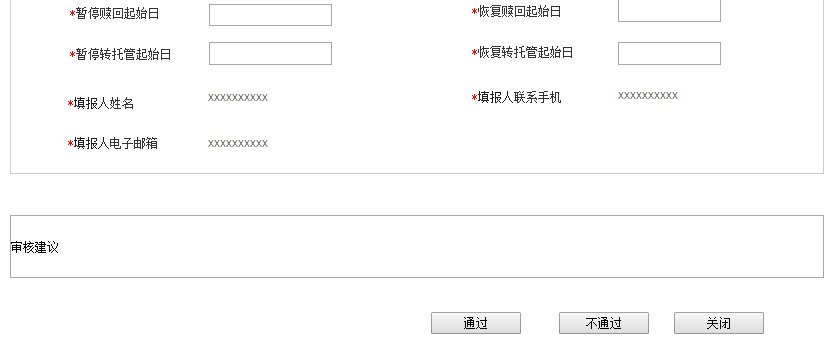 *暂停赎回起始日 *恢复赎回起始日
*暂停转托管起始日 *恢复转托管起始日
*填报人姓名 XXXXXXXXXX *填报人联系手机 XXXXXXXXXX
*填报人电子邮箱 XXXXXXXXXX
审核建议
通过 不通过 关闭